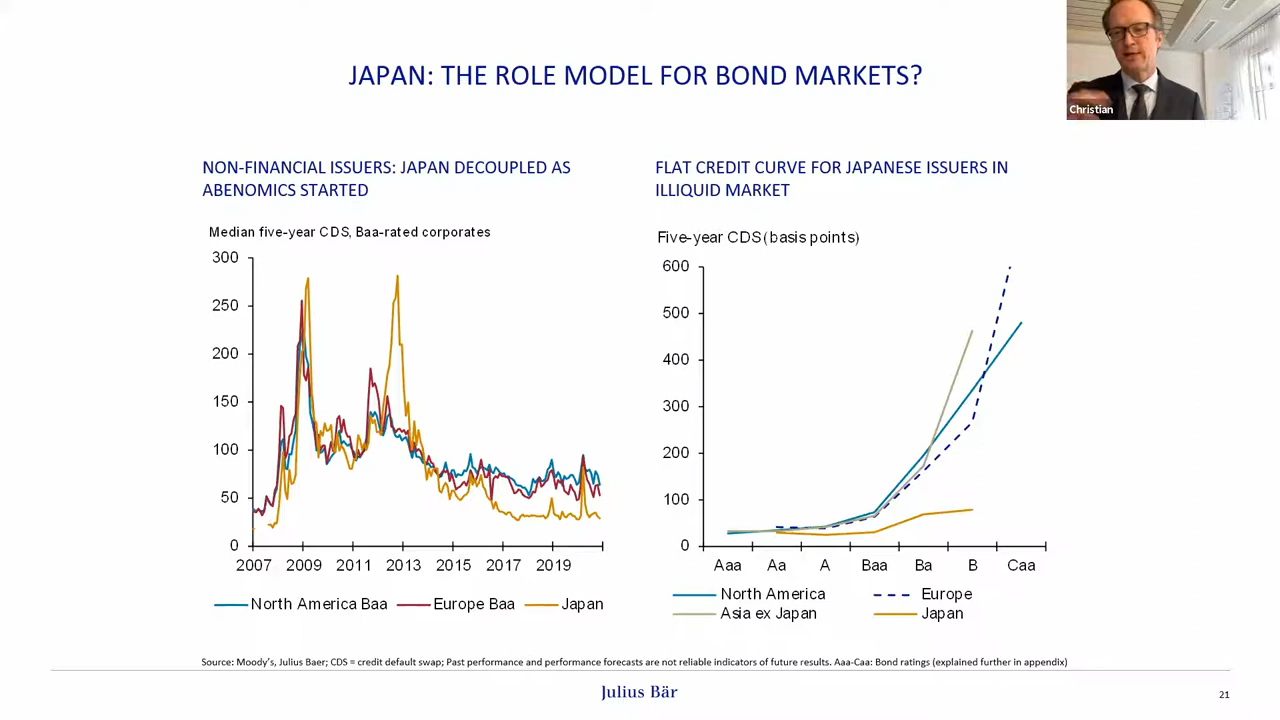 JAPAN: THE ROLE MODEL FOR BOND MARKETS?
Christian
NON-FINANCIAL ISSUERS: JAPAN DECOUPLED AS
ABENOMICS STARTED
Median five-year CDS, Baa-rated corporates
300
250
200
150
100
50
0
2007 2009 2011 2013 2015 2017 2019
North America Baa Europe Baa Japan
FLAT CREDIT CURVE FOR JAPANESE ISSUERS IN
ILLIQUID MARKET
Five-year CDS (basis points)
600
500
400
300
200
100
0
Aaa Aa A Baa Ba B Caa
North America Europe
Asia ex Japan Japan
Source: Moody's, Julius Baer; CDS = credit default swap; Past performance and performance forecasts are not reliable indicators of future results. Aaa-Caa: Bond ratings (explained further in appendix)
Julius Bär
21